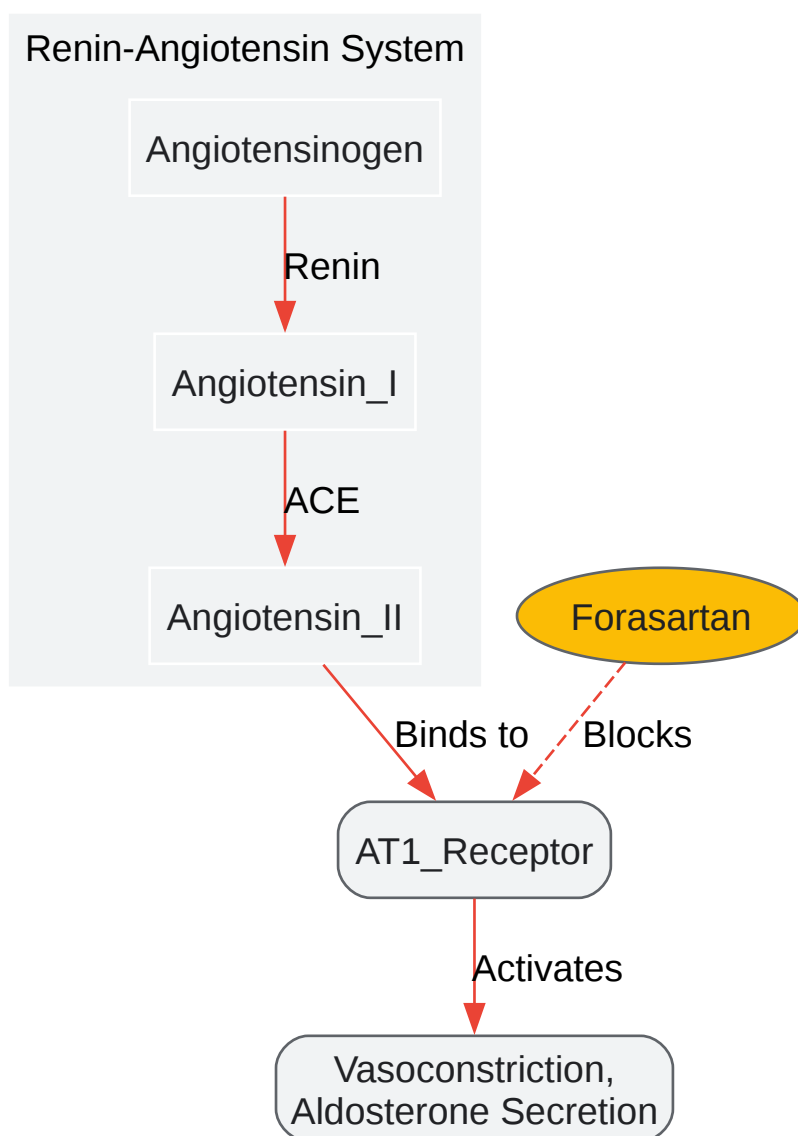 Renin-Angiotensin System
Angiotensinogen
Renin
Angiotensin_I
ACE
Angiotensin_II
Forasartan
Binds to
Blocks
AT1_Receptor
Activates
Vasoconstriction,
Aldosterone Secretion